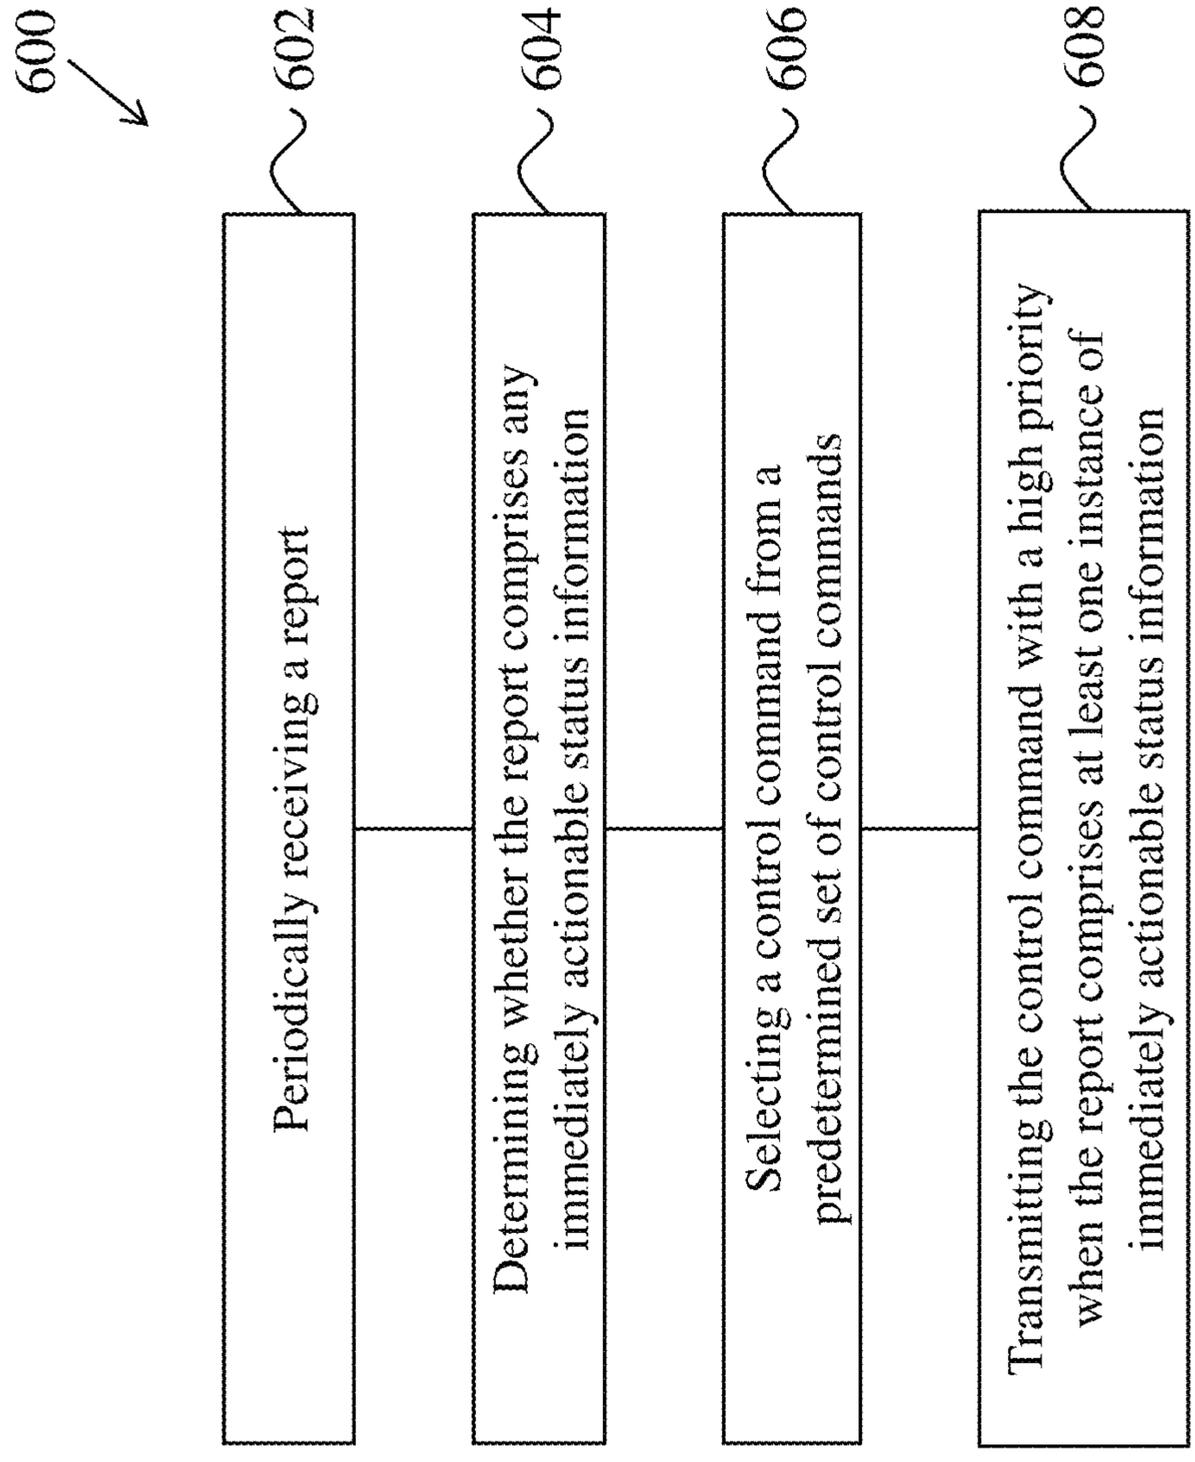 600
602
Periodically receiving a report
604
Determining whether the report comprises any
immediately actionable status information
606
Selecting a control command from a
predetermined set of control commands
608
Transmitting the control command with a high priority
when the report comprises at least one instance of
immediately actionable status information